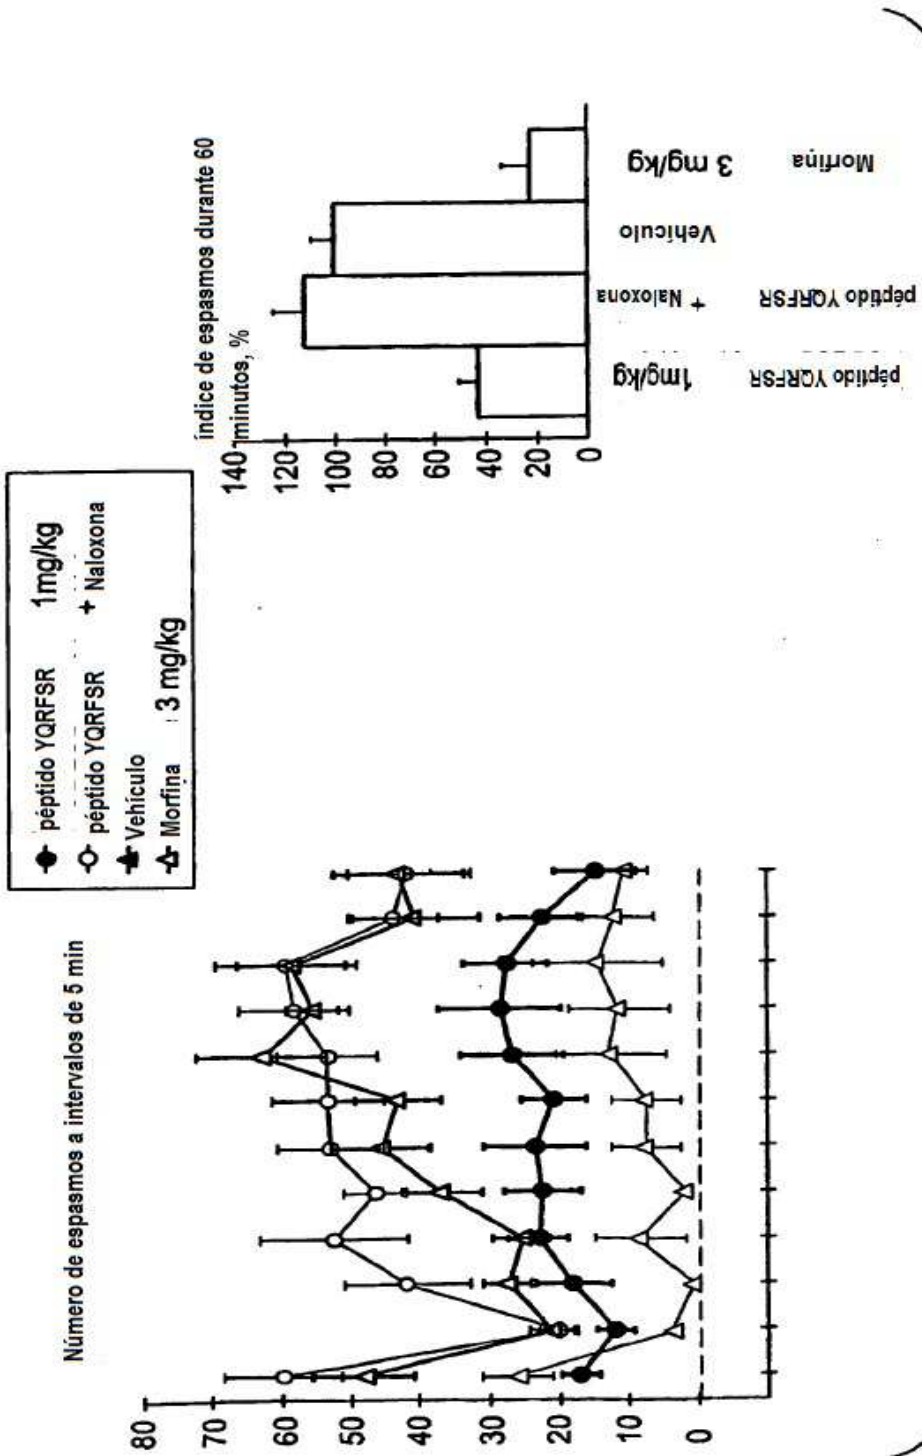 Número de espasmos a intervalos de 5 min
80
70
60
50
40
30
20
10
0
péptido YQRFSR 1mg/kg
péptido YQRFSR + Naloxona
Vehículo
Morfina 3 mg/kg
índice de espasmos durante 60
minutos, %
140
120
100
80
60
40
20
0
1mg/kg
péptido YQRFSR
+ Naloxona
péptido YQRFSR
Vehículo
3 mg/kg
Morfina